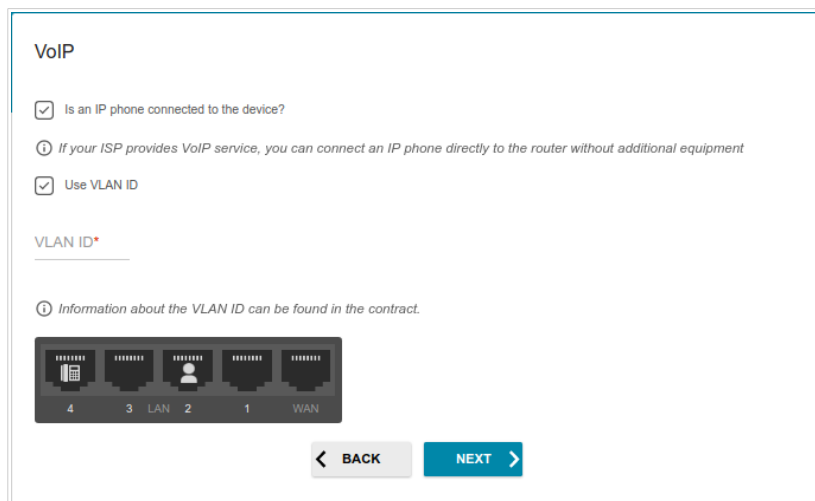 VoIP
Is an IP phone connected to the device?
If your ISP provides VoIP service, you can connect an IP phone directly to the router without additional equipment
Use VLAN ID
VLAN ID*
Information about the VLAN ID can be found in the contract.
4 3 LAN 2 1 WAN
BACK NEXT